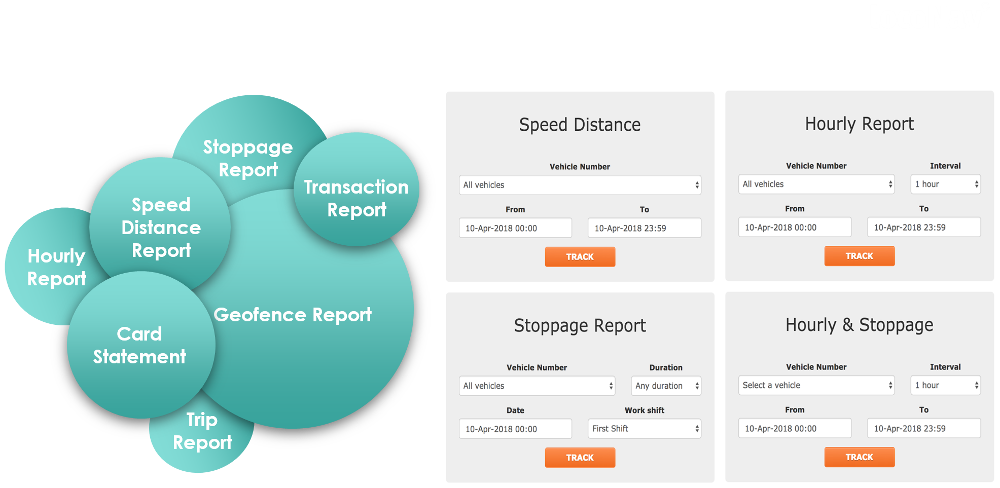 Stoppage
Report
Transaction
Report
Speed
Distance
Report
Hourly
Report
Geofence Report
Card
Statement
Trip
Report
Speed Distance
Vehicle Number
All vehicles
From To
10-Apr-2018 00:00 10-Apr-2018 23:59
TRACK
Hourly Report
Vehicle Number Interval
All vehicles 1 hour
From To
10-Apr-2018 00:00 10-Apr-2018 23:59
TRACK
Stoppage Report
Vehicle Number Duration
All vehicles Any duration
Date Work shift
10-Apr-2018 00:00 First Shift
TRACK
Hourly & Stoppage
Vehicle Number Interval
Select a vehicle 1 hour
From To
10-Apr-2018 00:00 10-Apr-2018 23:59
TRACK